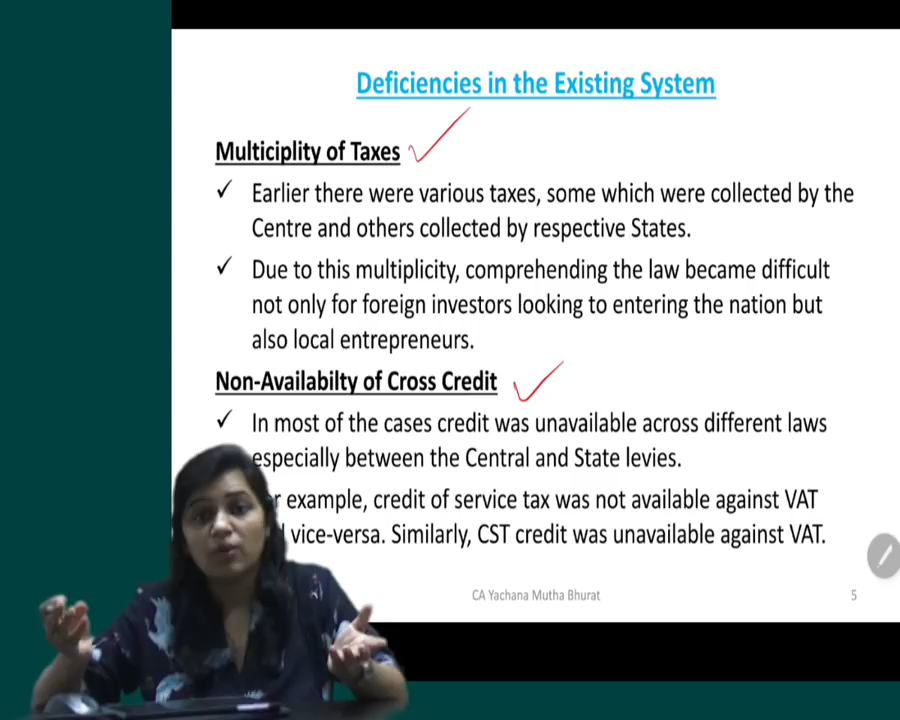 Deficiencies in the Existing System
Multiciplity of Taxes
✓ Earlier there were various taxes, some which were collected by the
Centre and others collected by respective States.
✓ Due to this multiplicity, comprehending the law became difficult
not only for foreign investors looking to entering the nation but
also local entrepreneurs.
Non-Availabilty of Cross Credit
✓ In most of the cases credit was unavailable across different laws
especially between the Central and State levies.
example, credit of service tax was not available against VAT
vice-versa. Similarly, CST credit was unavailable against VAT.
CA Yachana Mutha Bhurat
5